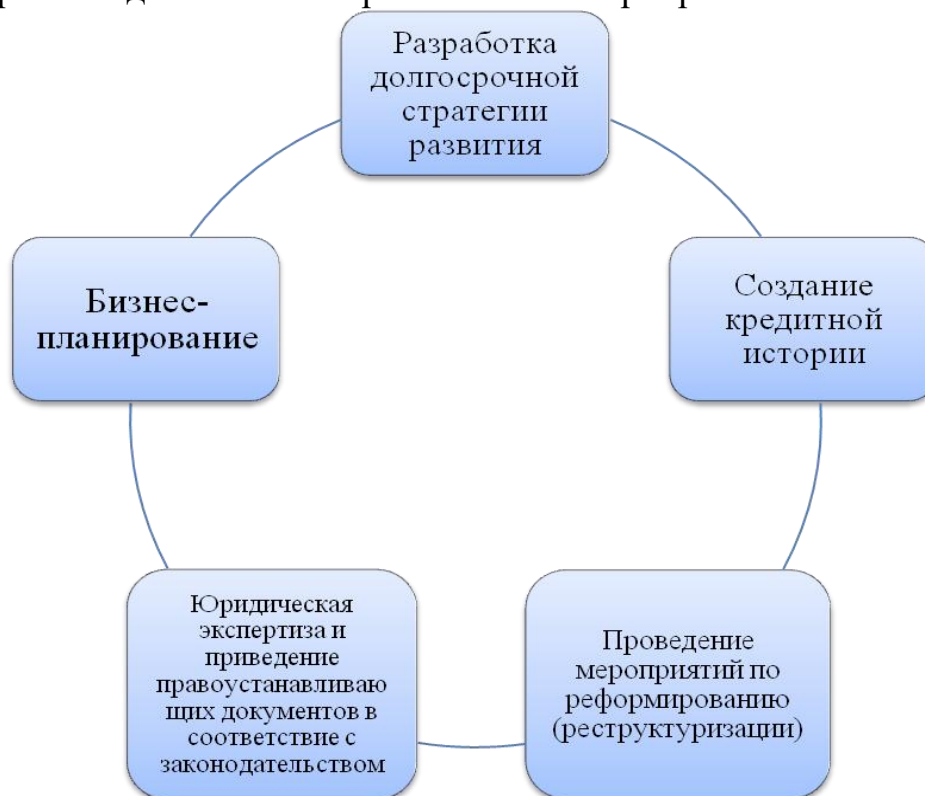 Разработка
долгосрочной
стратегии
развития
Создание
кредитной
истории
Проведение
мероприятий по
реформированию
(реструктуризации)
Юридическая
экспертиза и
приведение
правоустанавливаю
щих документов в
соответствие с
законодательством
Бизнес-
планирование